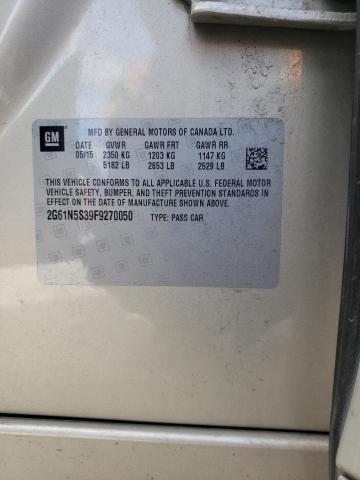 GM
MFD BY GENERAL MOTORS OF CANADA LTD.
DATE GVWR GAWR FRT GAWR RR
05/15 2350 KG 1203 KG 1147 KG
5182 LB 2653 LB 2529 LB
THIS VEHICLE CONFORMS TO ALL APPLICABLE U.S. FEDERAL MOTOR
VEHICLE SAFETY, BUMPER, AND THEFT PREVENTION STANDARDS IN
EFFECT ON THE DATE OF MANUFACTURE SHOWN ABOVE.
2G61N5S39F9270050 TYPE: PASS CAR